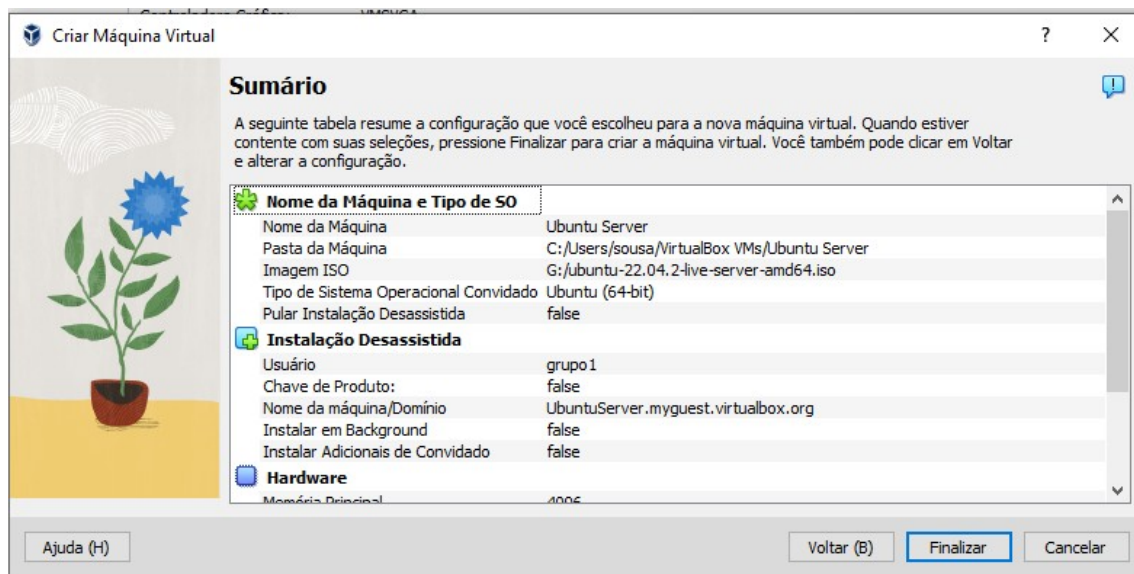 Criar Máquina Virtual
?
Sumário
A seguinte tabela resume a configuração que você escolheu para a nova máquina virtual. Quando estiver
contente com suas seleções, pressione Finalizar para criar a máquina virtual. Você também pode clicar em Voltar
e alterar a configuração.
Nome da Máquina e Tipo de SO
Nome da Máquina Ubuntu Server
Pasta da Máquina C:/Users/sousa/VirtualBox VMs/Ubuntu Server
Imagem ISO G:/ubuntu-22.04.2-live-server-amd64.iso
Tipo de Sistema Operacional Convidado Ubuntu (64-bit)
Pular Instalação Desassistida false
Instalação Desassistida
Usuário grupo1
Chave de Produto: false
Nome da máquina/Domínio UbuntuServer.myguest.virtualbox.org
Instalar em Background false
Instalar Adicionais de Convidado false
Hardware
Memória Principal 4096
Ajuda (H) Voltar (B) Finalizar Cancelar